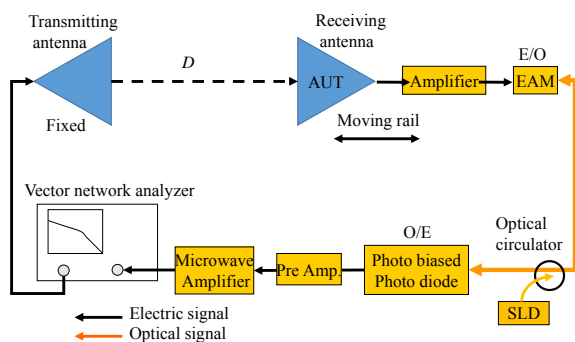 Transmitting
antenna
Receiving
antenna
D
E/O
AUT
Amplifier
EAM
Fixed
Moving rail
Vector network analyzer
O/E
Optical
circulator
Microwave
Amplifier
Pre Amp.
Photo biased
Photo diode
SLD
Electric signal
Optical signal